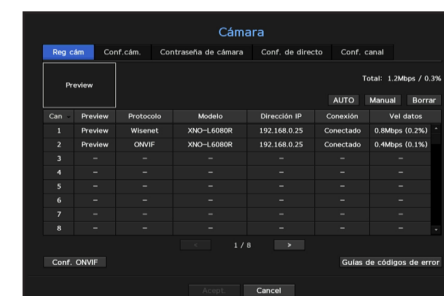 Cámara
Reg cám Conf.cám. Contraseña de cámara Conf. de directo Conf. canal
Preview
Total: 1.2Mbps / 0.3%
AUTO Manual Borrar
Can Preview Protocolo Modelo Dirección IP Conexión Vel datos
1 Preview Wisenet XNO-L6080R 192.168.0.25 Conectado 0.8Mbps (0.2%)
2 Preview ONVIF XNO-L6080R 192.168.0.25 Conectado 0.4Mbps (0.1%)
3 - - - - - -
4 - - - - - -
5 - - - - - -
6 - - - - - -
7 - - - - - -
8 - - - - - -
< 1 / 8 >
Conf. ONVIF Guías de códigos de error
Acept. Cancel